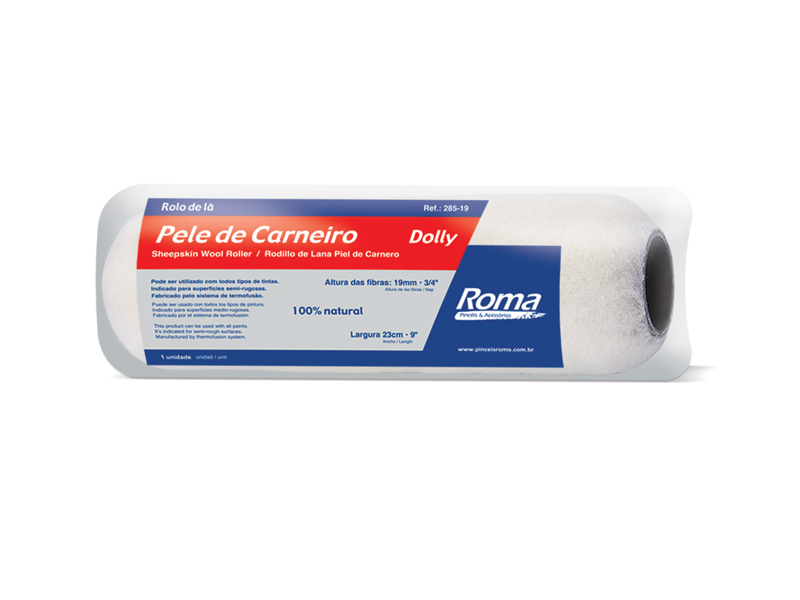 Rolo de lã
Ref.: 285-19
Pele de Carneiro
Dolly
Sheepskin Wool Roller / Rodillo de Lana Piel de Carnero
Pode ser utilizado com todos tipos de tintas.
Indicado para superfícies semi-rugosas.
Fabricado pelo sistema de termofusão.
Puede ser usado con todos los tipos de pintura.
Indicado para superfícies medio-rugosas.
Fabricado por el sistema de termofusión.
This product can be used with all paints.
It's indicated for semi-rough surfaces.
Manufactured by thermofusion system.
1 unidade unidad / unit
Altura das fibras: 19mm • 3/4"
Altura de las fibras / Nap
100% natural
Largura 23cm • 9"
Ancho / Length
Roma
Pincéis & Acessórios
www.pinceisroma.com.br